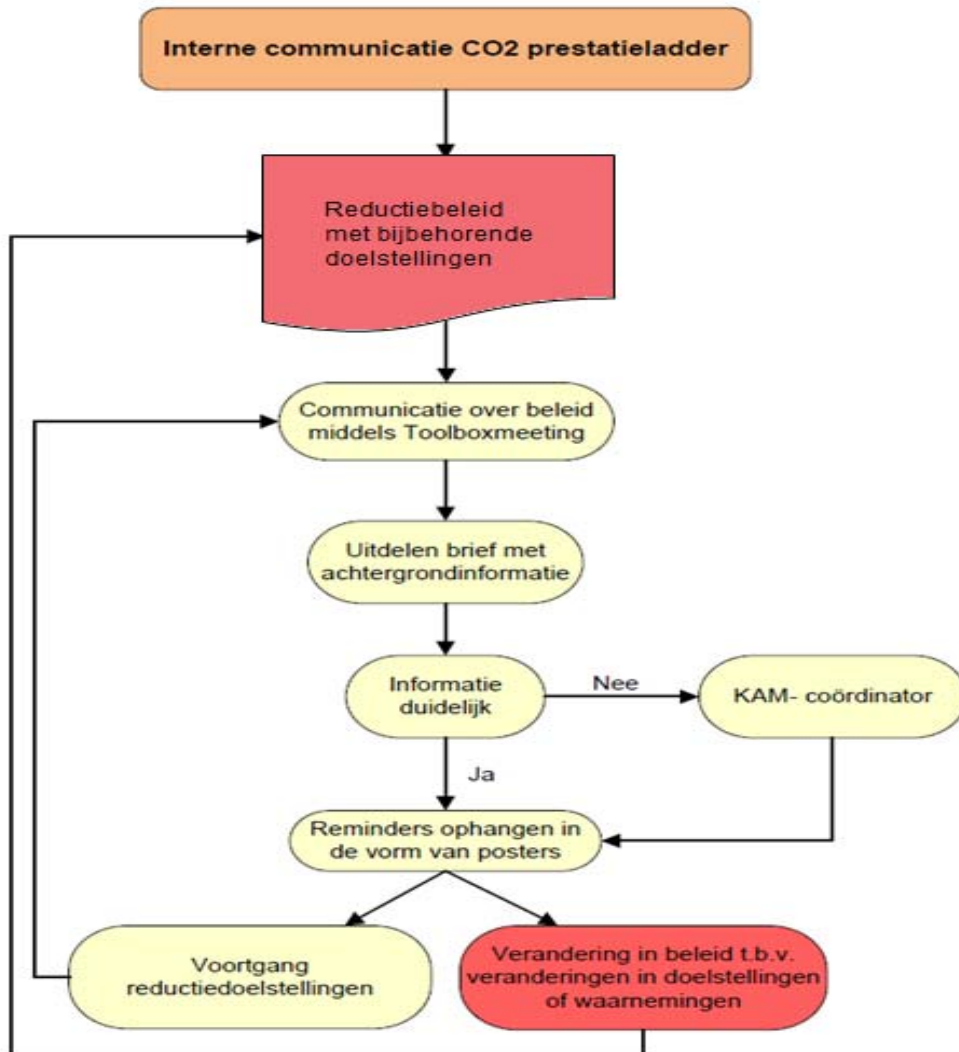 Interne communicatie CO2 prestatieladder
Reductiebeleid
met bijbehorende
doelstellingen
Communicatie over beleid
middels Toolboxmeeting
Uitdelen brief met
achtergrondinformatie
Informatie
duidelijk
Nee
KAM- coördinator
Ja
Reminders ophangen in
de vorm van posters
Voortgang
reductiedoelstellingen
Verandering in beleid t.b.v.
veranderingen in doelstellingen
of waarnemingen